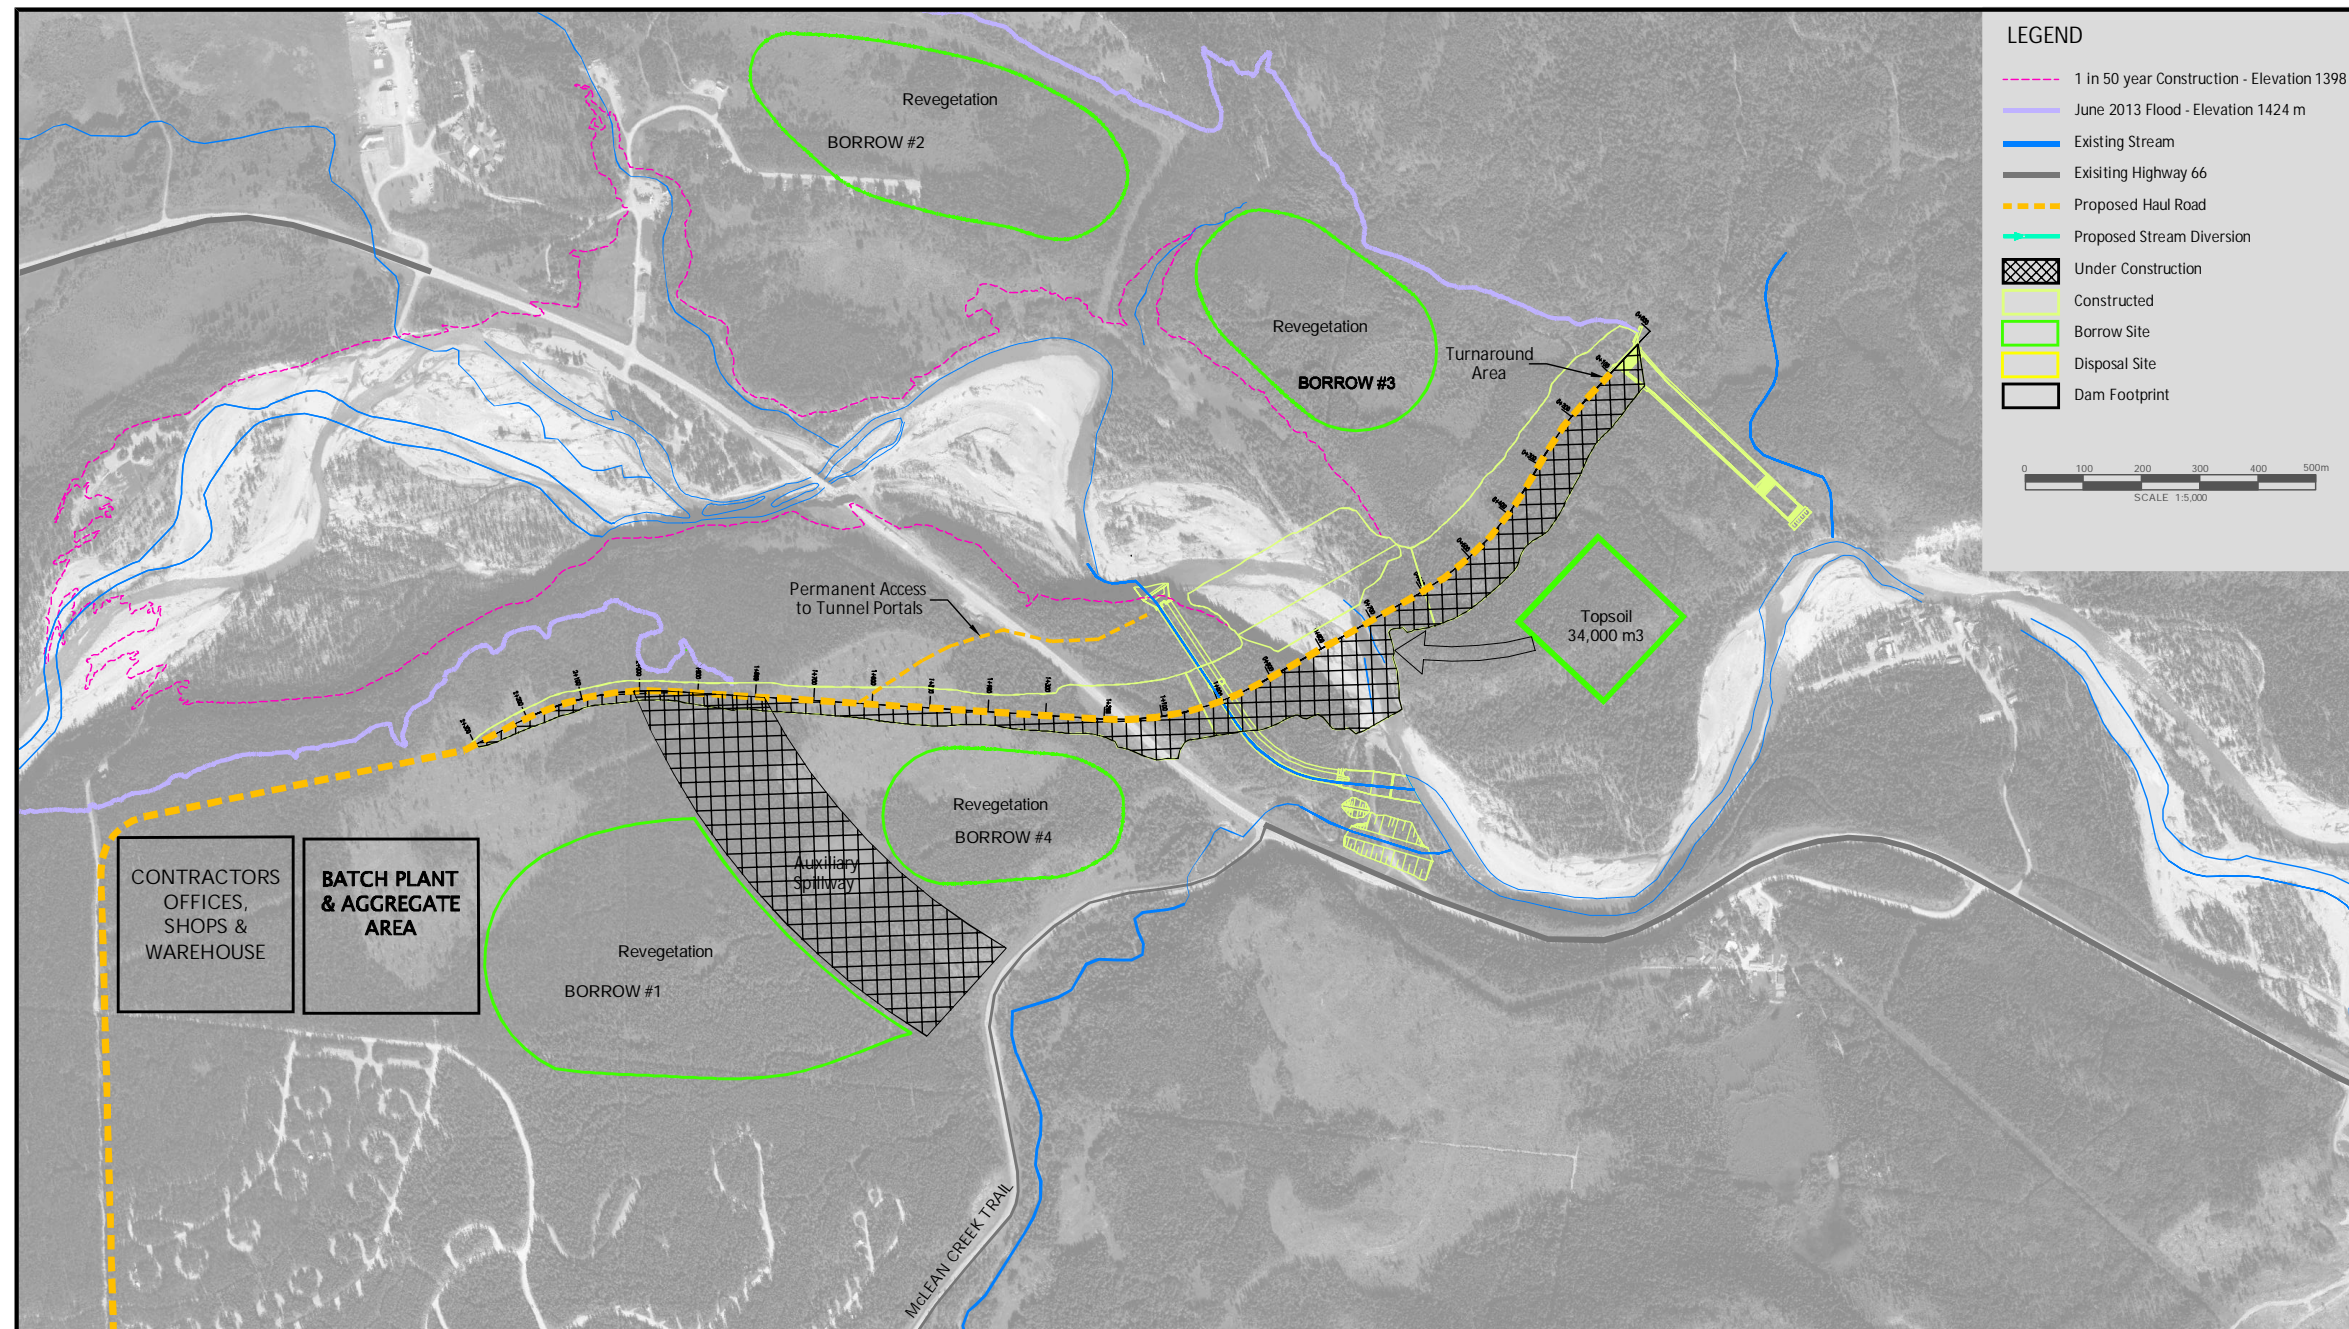 LEGEND
1 in 50 year Construction - Elevation 1398
June 2013 Flood - Elevation 1424 m
Existing Stream
Exisiting Highway 66
Proposed Haul Road
Proposed Stream Diversion
Under Construction
Constructed
Borrow Site
Disposal Site
Dam Footprint
0 100 200 300 400 500m
SCALE 1:5,000
Revegetation
BORROW #2
Revegetation
BORROW #3
Turnaround
Area
Permanent Access
to Tunnel Portals
Topsoil
34,000 m3
Revegetation
BORROW #4
Auxiliary
Spillway
CONTRACTORS
OFFICES,
SHOPS &
WAREHOUSE
BATCH PLANT
& AGGREGATE
AREA
Revegetation
BORROW #1
McLEAN CREEK TRAIL